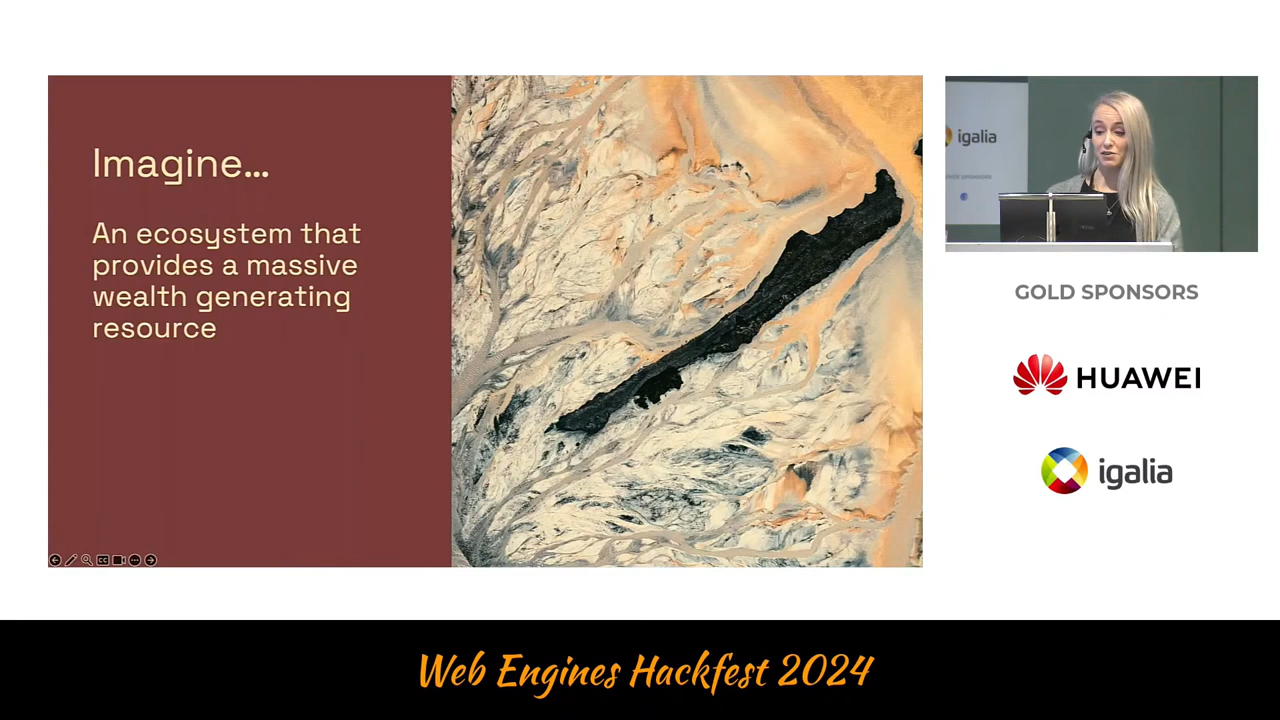 Imagine...
An ecosystem that
provides a massive
wealth generating
resource
igalia
GOLD SPONSORS
HUAWEI
igalia
Web Engines Hackfest 2024